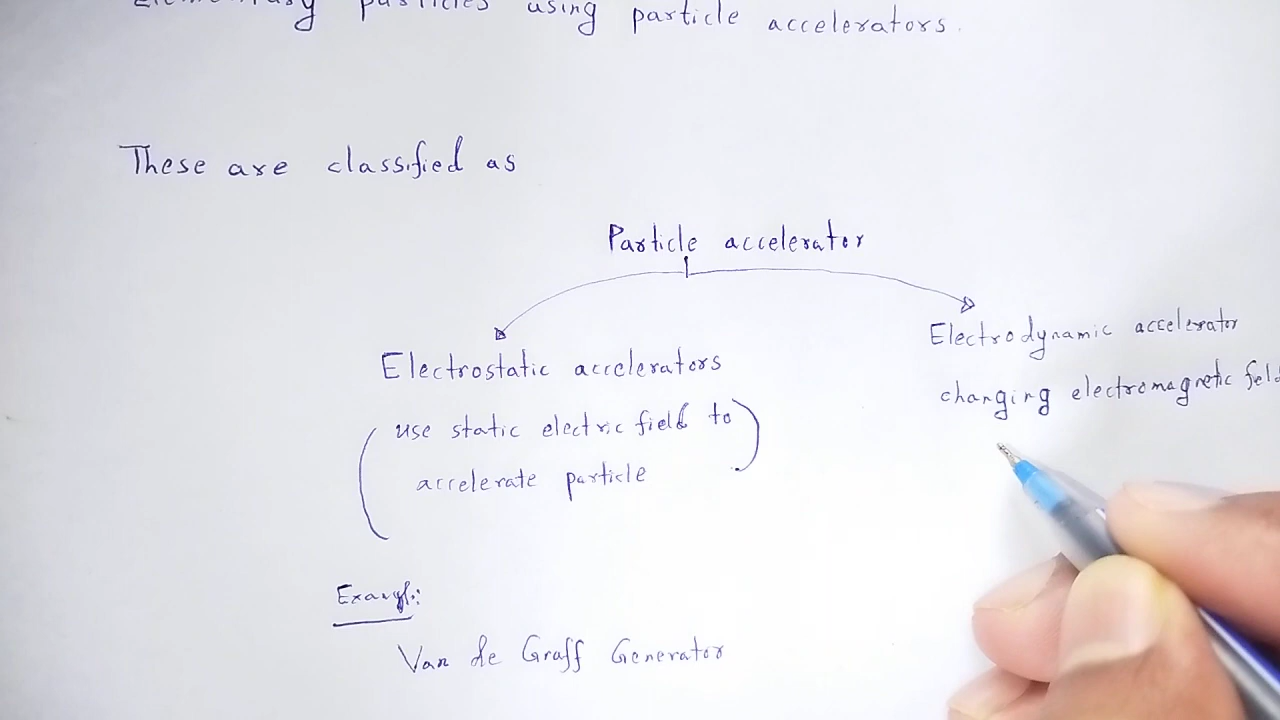 Elementary particles using particle accelerators.
These are classified as
Particle accelerator
Electrostatic accelerators
(use static electric field to
accelerate particle)
Electrodynamic accelerator
changing electromagnetic field
Example:
Van de Graff Generator